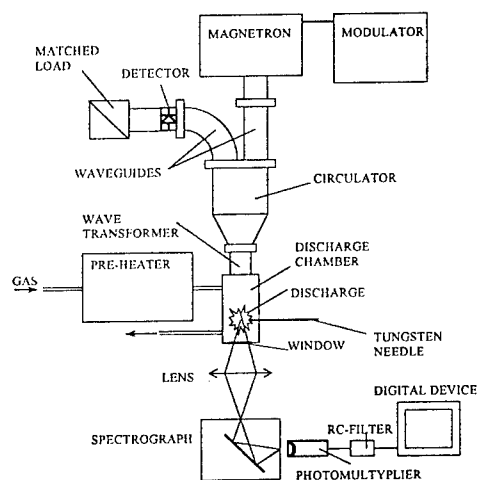 MAGNETRON
MODULATOR
MATCHED
LOAD
DETECTOR
WAVEGUIDES
CIRCULATOR
WAVE
TRANSFORMER
DISCHARGE
CHAMBER
PRE-HEATER
GAS
DISCHARGE
TUNGSTEN
NEEDLE
WINDOW
LENS
DIGITAL DEVICE
RC-FILTER
SPECTROGRAPH
PHOTOMULTYPLIER